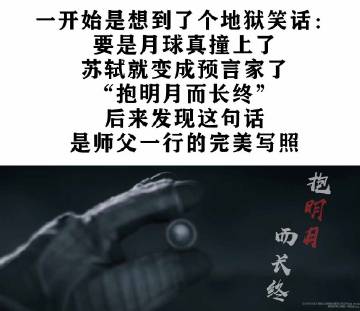 一开始是想到了个地狱笑话：
要是月球真撞上了
苏轼就变成预言家了
“抱明月而长终”
后来发现这句话
是师父一行的完美写照
抱明月
而长终